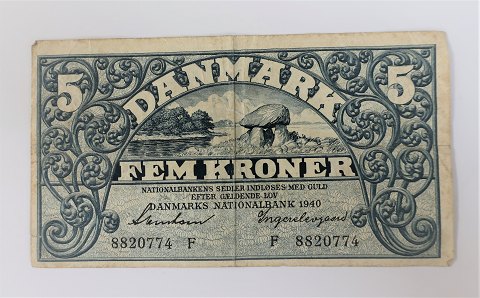 5 DANMARK 5
FEM KRONER
NATIONALBANKENS SEDLER INDLØSES MED GULD
EFTER GÆLDENDE LOV
DANMARKS NATIONALBANK 1940
8820774 F F 8820774